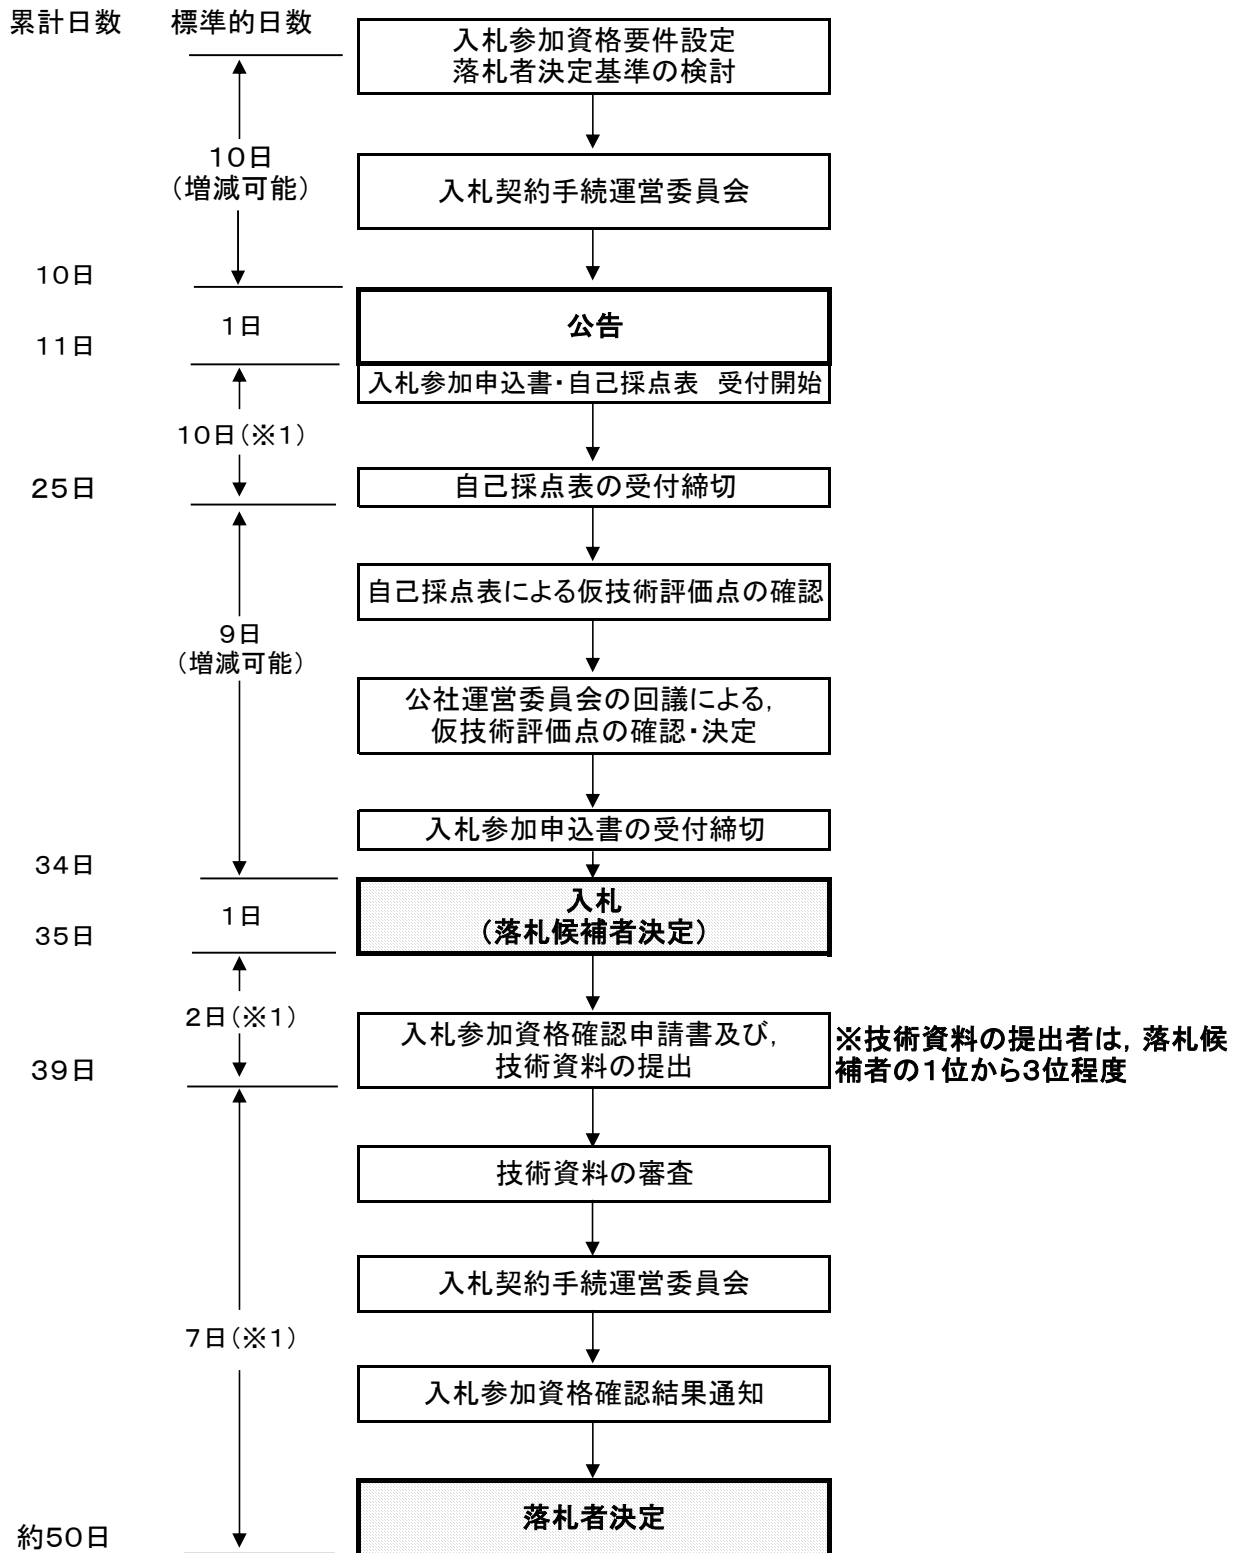 累計日数　標準的日数
入札参加資格要件設定
落札者決定基準の検討
10日
（増減可能）
入札契約手続運営委員会
10日
公告
1日
11日
入札参加申込書・自己採点表　受付開始
10日（※1）
25日
自己採点表の受付締切
自己採点表による仮技術評価点の確認
9日
（増減可能）
公社運営委員会の回議による，
仮技術評価点の確認・決定
入札参加申込書の受付締切
34日
入札
（落札候補者決定）
1日
35日
2日（※1）
入札参加資格確認申請書及び，
技術資料の提出
※技術資料の提出者は，落札候
補者の1位から3位程度
39日
技術資料の審査
入札契約手続運営委員会
7日（※1）
入札参加資格確認結果通知
落札者決定
約50日